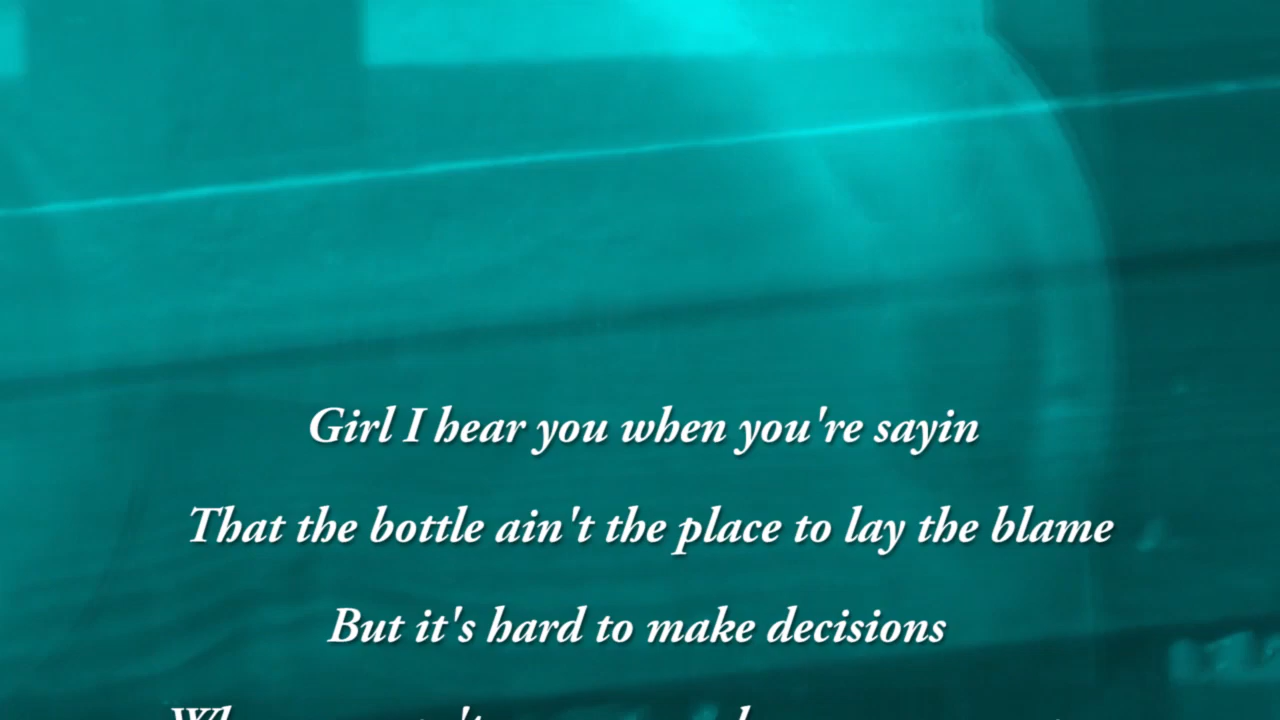 Girl I hear you when you're sayin
That the bottle ain't the place to lay the blame
But it's hard to make decisions